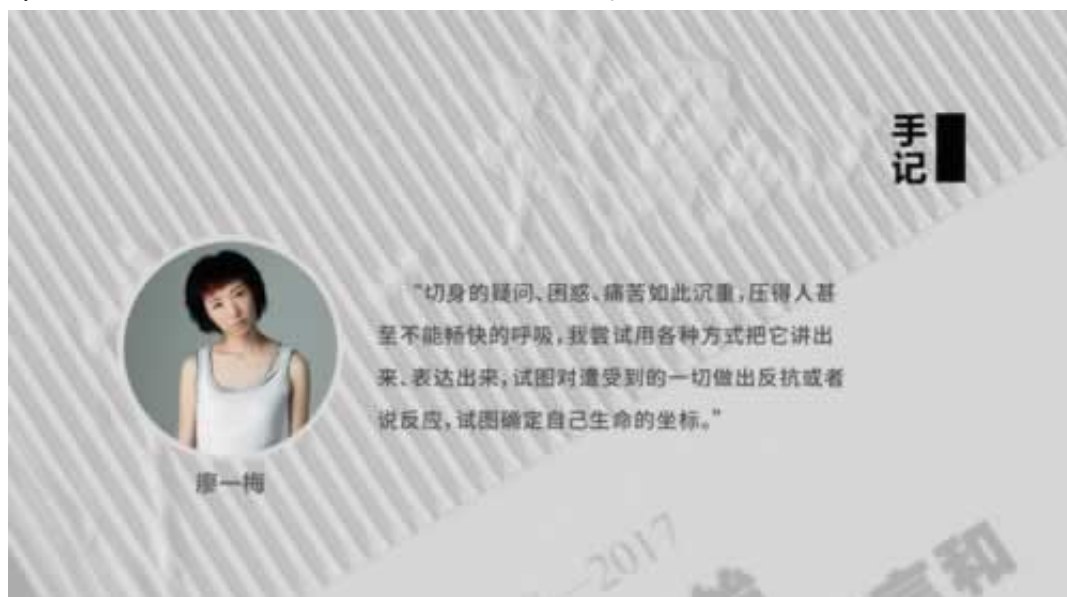 手记
“切身的疑问、困惑、痛苦如此沉重,压得人甚
至不能畅快的呼吸,我尝试用各种方式把它讲出
来、表达出来,试图对遭受到的一切做出反抗或者
说反应,试图确定自己生命的坐标。”
廖一梅
—2017